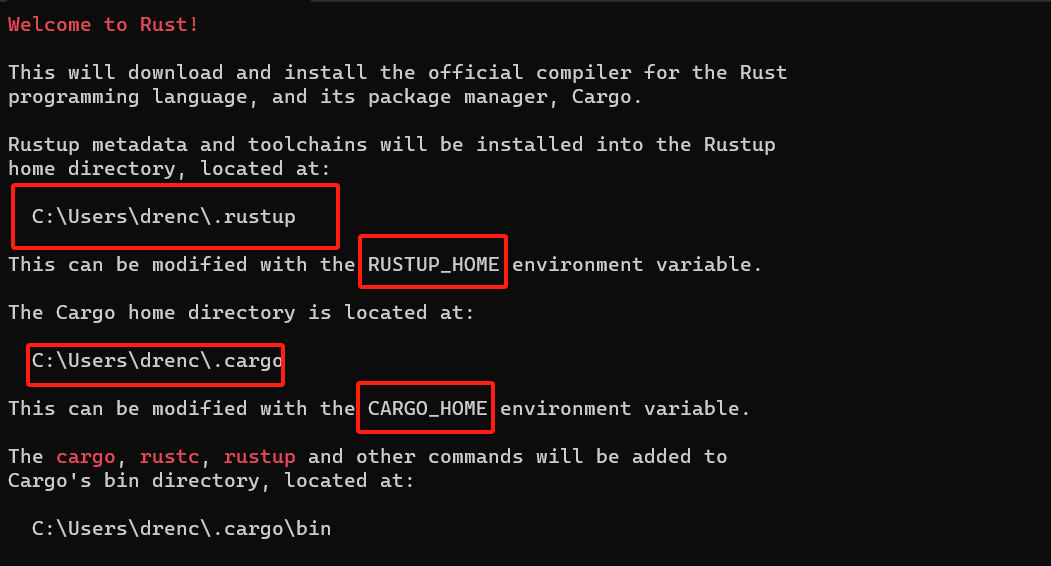 Welcome to Rust!
This will download and install the official compiler for the Rust
programming language, and its package manager, Cargo.
Rustup metadata and toolchains will be installed into the Rustup
home directory, located at:
C:\Users\drenc\.rustup
This can be modified with the RUSTUP_HOME environment variable.
The Cargo home directory is located at:
C:\Users\drenc\.cargo
This can be modified with the CARGO_HOME environment variable.
The cargo, rustc, rustup and other commands will be added to
Cargo's bin directory, located at:
C:\Users\drenc\.cargo\bin